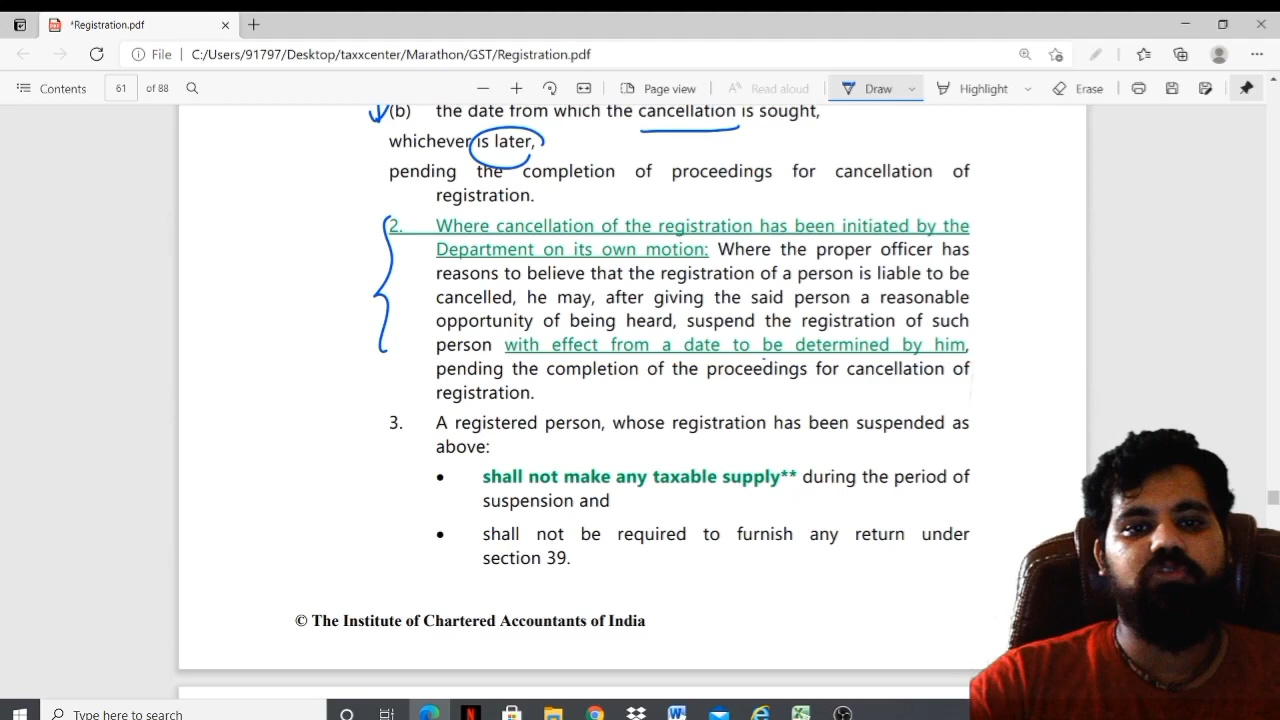 *Registration.pdf
File
C:/Users/91797/Desktop/taxxcenter/Marathon/GST/Registration.pdf
Contents
61
of 88
Page view
Read aloud
Draw
Highlight
Erase
(b) the date from which the cancellation is sought,
whichever is later,
pending the completion of proceedings for cancellation of
registration.
2. Where cancellation of the registration has been initiated by the
Department on its own motion: Where the proper officer has
reasons to believe that the registration of a person is liable to be
cancelled, he may, after giving the said person a reasonable
opportunity of being heard, suspend the registration of such
person with effect from a date to be determined by him,
pending the completion of the proceedings for cancellation of
registration.
3. A registered person, whose registration has been suspended as
above:
• shall not make any taxable supply** during the period of
suspension and
• shall not be required to furnish any return under
section 39.
© The Institute of Chartered Accountants of India
Type here to search